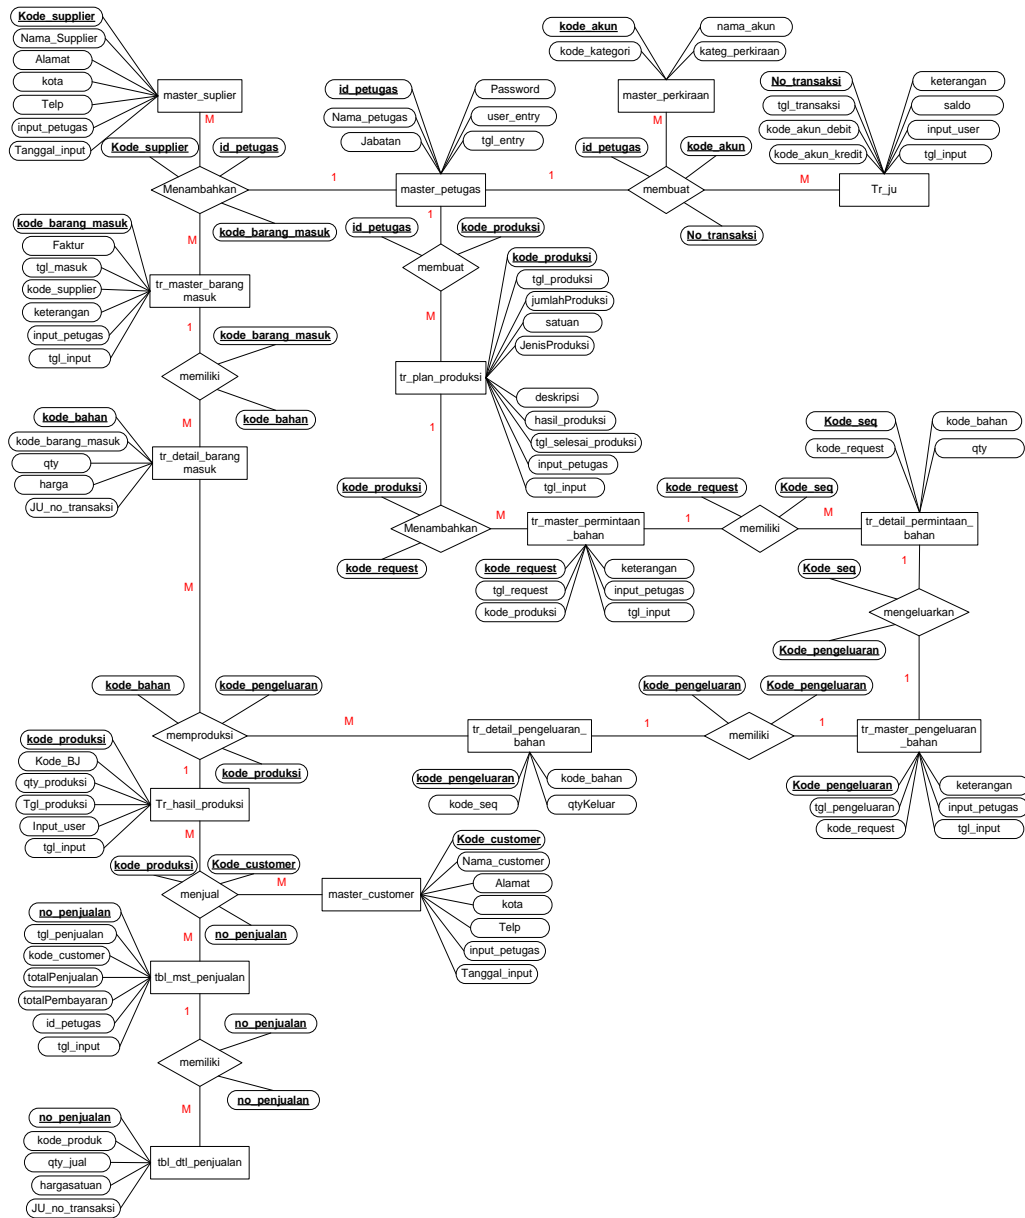 Kode_supplier
Nama_Supplier
Alamat
kota
Telp
input_petugas
Tanggal_input
master_suplier
M
Kode_supplier
id_petugas
Menambahkan
kode_barang_masuk
1
M
id_petugas
Nama_petugas
Jabatan
Password
user_entry
tgl_entry
master_petugas
1
1
kode_akun
kode_kategori
nama_akun
kateg_perkiraan
master_perkiraan
M
id_petugas
kode_akun
membuat
No_transaksi
M
No_transaksi
tgl_transaksi
kode_akun_debit
kode_akun_kredit
keterangan
saldo
input_user
tgl_input
Tr_ju
kode_barang_masuk
Faktur
tgl_masuk
kode_supplier
keterangan
input_petugas
tgl_input
tr_master_barang
masuk
1
kode_barang_masuk
memiliki
kode_bahan
M
id_petugas
kode_produksi
membuat
M
kode_produksi
tgl_produksi
jumlahProduksi
satuan
JenisProduksi
tr_plan_produksi
deskripsi
hasil_produksi
tgl_selesai_produksi
input_petugas
tgl_input
1
kode_bahan
kode_barang_masuk
qty
harga
JU_no_transaksi
tr_detail_barang
masuk
M
kode_produksi
Menambahkan
kode_request
M
tr_master_permintaan
_bahan
kode_request
tgl_request
kode_produksi
keterangan
input_petugas
tgl_input
1
kode_request
Kode_seq
memiliki
M
Kode_seq
kode_request
kode_bahan
qty
tr_detail_permintaan_
bahan
1
Kode_seq
mengeluarkan
Kode_pengeluaran
1
kode_bahan
kode_pengeluaran
memproduksi
kode_produksi
M
1
tr_detail_pengeluran_
bahan
kode_pengeluaran
kode_seq
kode_bahan
qtyKeluar
1
kode_pengeluaran
Kode_pengeluaran
memiliki
1
tr_master_pengeluran
_bahan
Kode_pengeluaran
tgl_pengeluaran
kode_request
keterangan
input_petugas
tgl_input
kode_produksi
Kode_BJ
qty_produksi
Tgl_produksi
Input_user
tgl_input
Tr_hasil_produksi
M
kode_produksi
Kode_customer
menjual
no_penjualan
M
M
master_customer
Kode_customer
Nama_customer
Alamat
kota
Telp
input_petugas
Tanggal_input
no_penjualan
tgl_penjualan
kode_customer
totalPenjualan
totalPembayaran
id_petugas
tgl_input
tbl_mst_penjualan
1
no_penjualan
memiliki
no_penjualan
M
no_penjualan
kode_produk
qty_jual
hargasatuan
JU_no_transaksi
tbl_dtl_penjualan